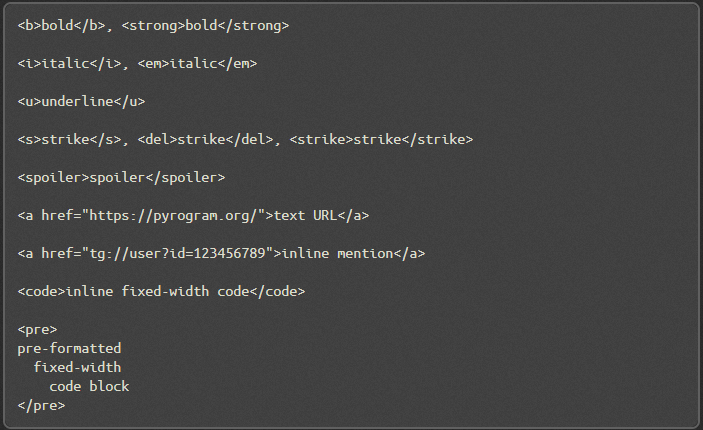 <b>bold</b>, <strong>bold</strong>
<i>italic</i>, <em>italic</em>
<u>underline</u>
<s>strike</s>, <del>strike</del>, <strike>strike</strike>
<spoiler>spoiler</spoiler>
<a href="https://pyrogram.org/">text URL</a>
<a href="tg://user?id=123456789">inline mention</a>
<code>inline fixed-width code</code>
<pre>
pre-formatted
  fixed-width
    code block
</pre>